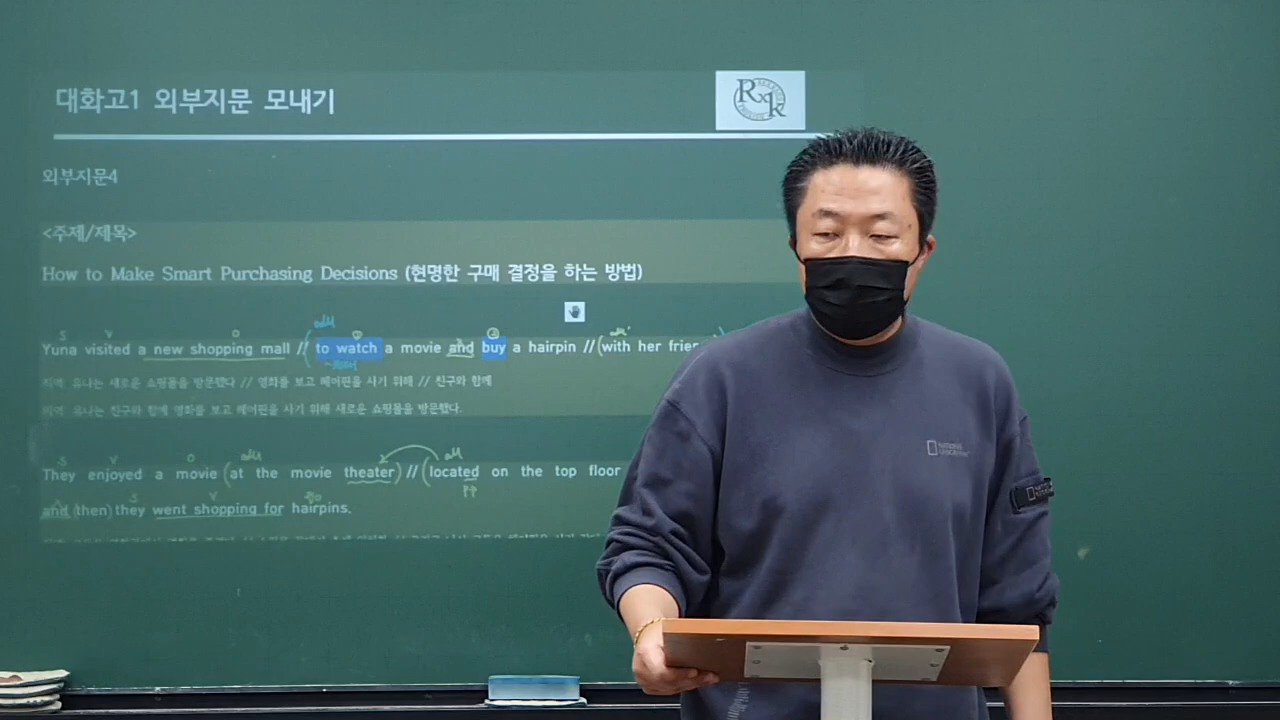 대화고1 외부지문 모내기
RxK
외부지문4
<주제/제목>
How to Make Smart Purchasing Decisions (현명한 구매 결정을 하는 방법)
Yuna visited a new shopping mall // (to watch a movie and buy a hairpin // (with her frien
직역 유나는 새로운 쇼핑몰을 방문했다 // 영화를 보고 헤어핀을 사기 위해 // 친구와 함께
의역 유나는 친구와 함께 영화를 보고 헤어핀을 사기 위해 새로운 쇼핑몰을 방문했다.
They enjoyed a movie (at the movie theater) // (located on the top floor
and (then) they went shopping for hairpins.
NATIONAL GEOGRAPHIC